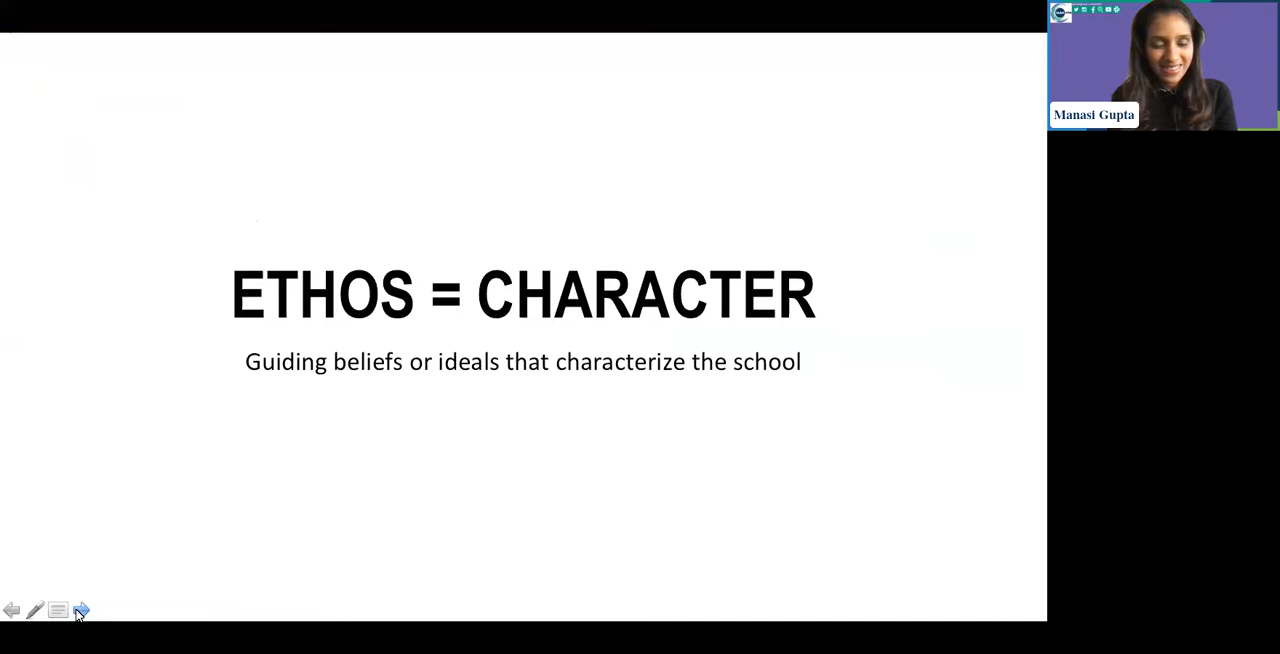 ETHOS = CHARACTER
Guiding beliefs or ideals that characterize the school
Manasi Gupta